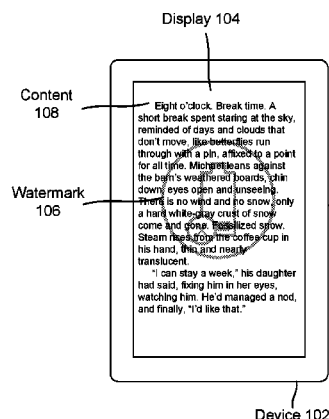 Display 104
Content
108
Watermark
106
Eight o'clock. Break time. A
short break spent staring at the sky,
reminded of days and clouds that
don't move, like butterflies run
through with a pin, affixed to a point
for all time. Michael leans against
the barn's weathered boards, chin
down, eyes open and unseeing.
There is no wind and no snow, only
a hard white-gray crust of snow
come and gone. Fossilized snow.
Steam rises from the coffee cup in
his hand, thin and nearly
translucent.
"I can stay a week," his daughter
had said, fixing him in her eyes,
watching him. He'd managed a nod,
and finally, "I'd like that."
Device 102